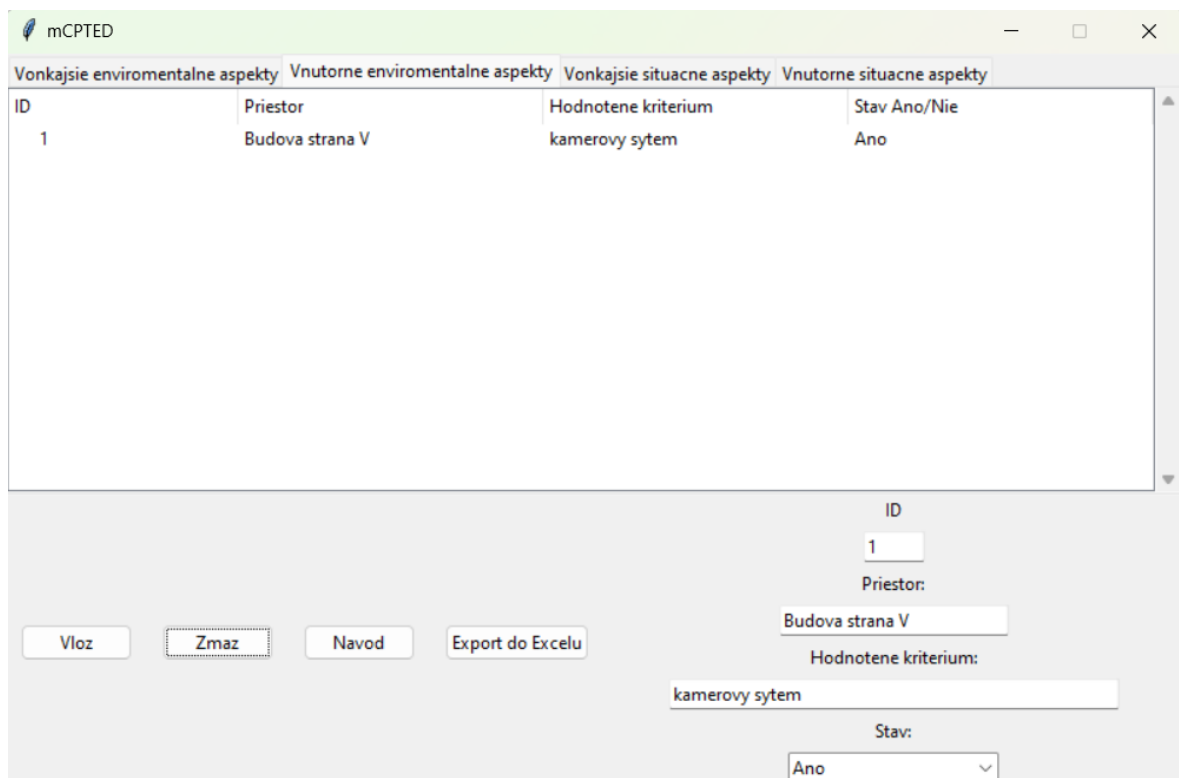 mCPTED
Vonkajsie enviromentalne aspekty Vnutorne enviromentalne aspekty Vonkajsie situacne aspekty Vnutorne situacne aspekty
ID Priestor Hodnotene kriterium Stav Ano/Nie
1 Budova strana V kamerovy sytem Ano
ID
1
Priestor:
Budova strana V
Vloz Zmaz Navod Export do Excelu
Hodnotene kriterium:
kamerovy sytem
Stav:
Ano